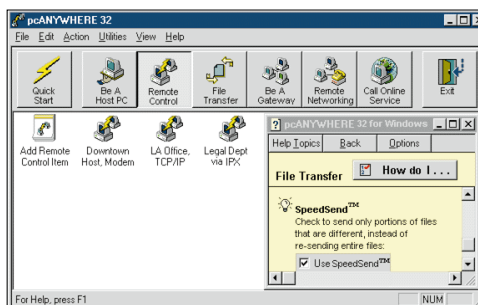 pcANYWHERE 32
File Edit Action Utilities View Help
Quick Start
Be A Host PC
Remote Control
File Transfer
Be A Gateway
Remote Networking
Call Online Service
Exit
Add Remote Control Item
Downtown Host, Modem
LA Office, TCP/IP
Legal Dept via IPX
? pcANYWHERE 32 for Windows
Help Topics Back Options
File Transfer
How do I . . .
SpeedSend™
Check to send only portions of files
that are different, instead of
re-sending entire files:
Use SpeedSend™
For Help, press F1
NUM